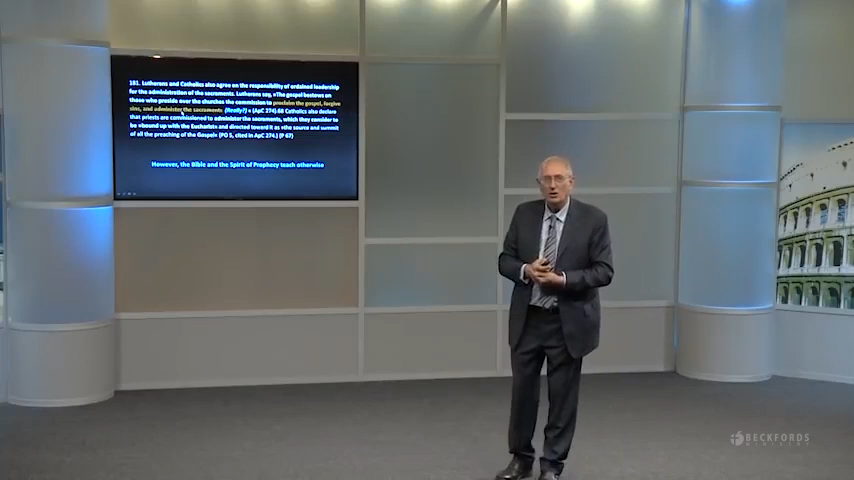 181. Lutherans and Catholics also agree on the responsibility of ordained leadership
for the administration of the sacraments. Lutherans say, «The gospel bestows on
those who preside over the churches the commission to proclaim the gospel, forgive
sins, and administer the sacraments (Really?) » (ApC 274).68 Catholics also declare
that priests are commissioned to administer the sacraments, which they consider to
be «bound up with the Eucharist» and directed toward it as «the source and summit
of all the preaching of the Gospel» (PO 5, cited in ApC 274.) (P 67)
However, the Bible and the Spirit of Prophecy teach otherwise
BECKFORDS
MINISTRY